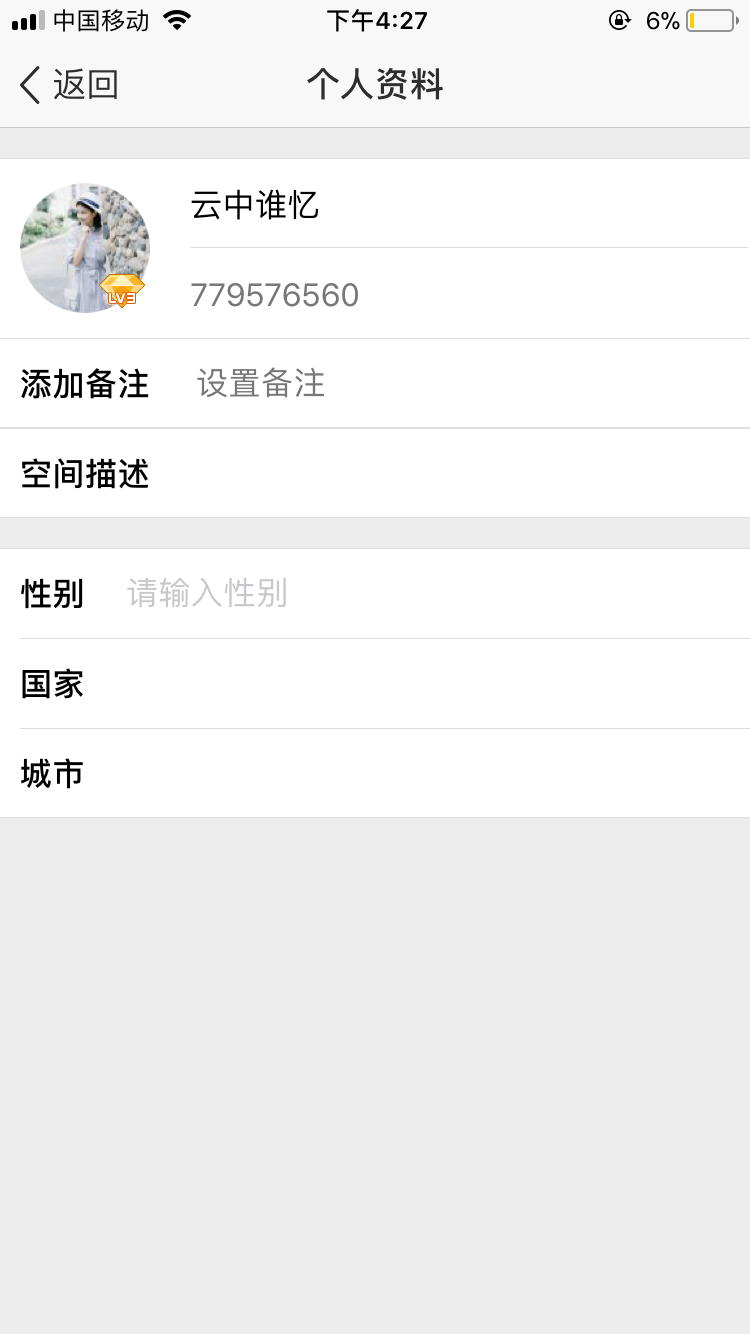 中国移动 下午4:27 6%
返回 个人资料
云中谁忆
LV3
779576560
添加备注 设置备注
空间描述
性别 请输入性别
国家
城市